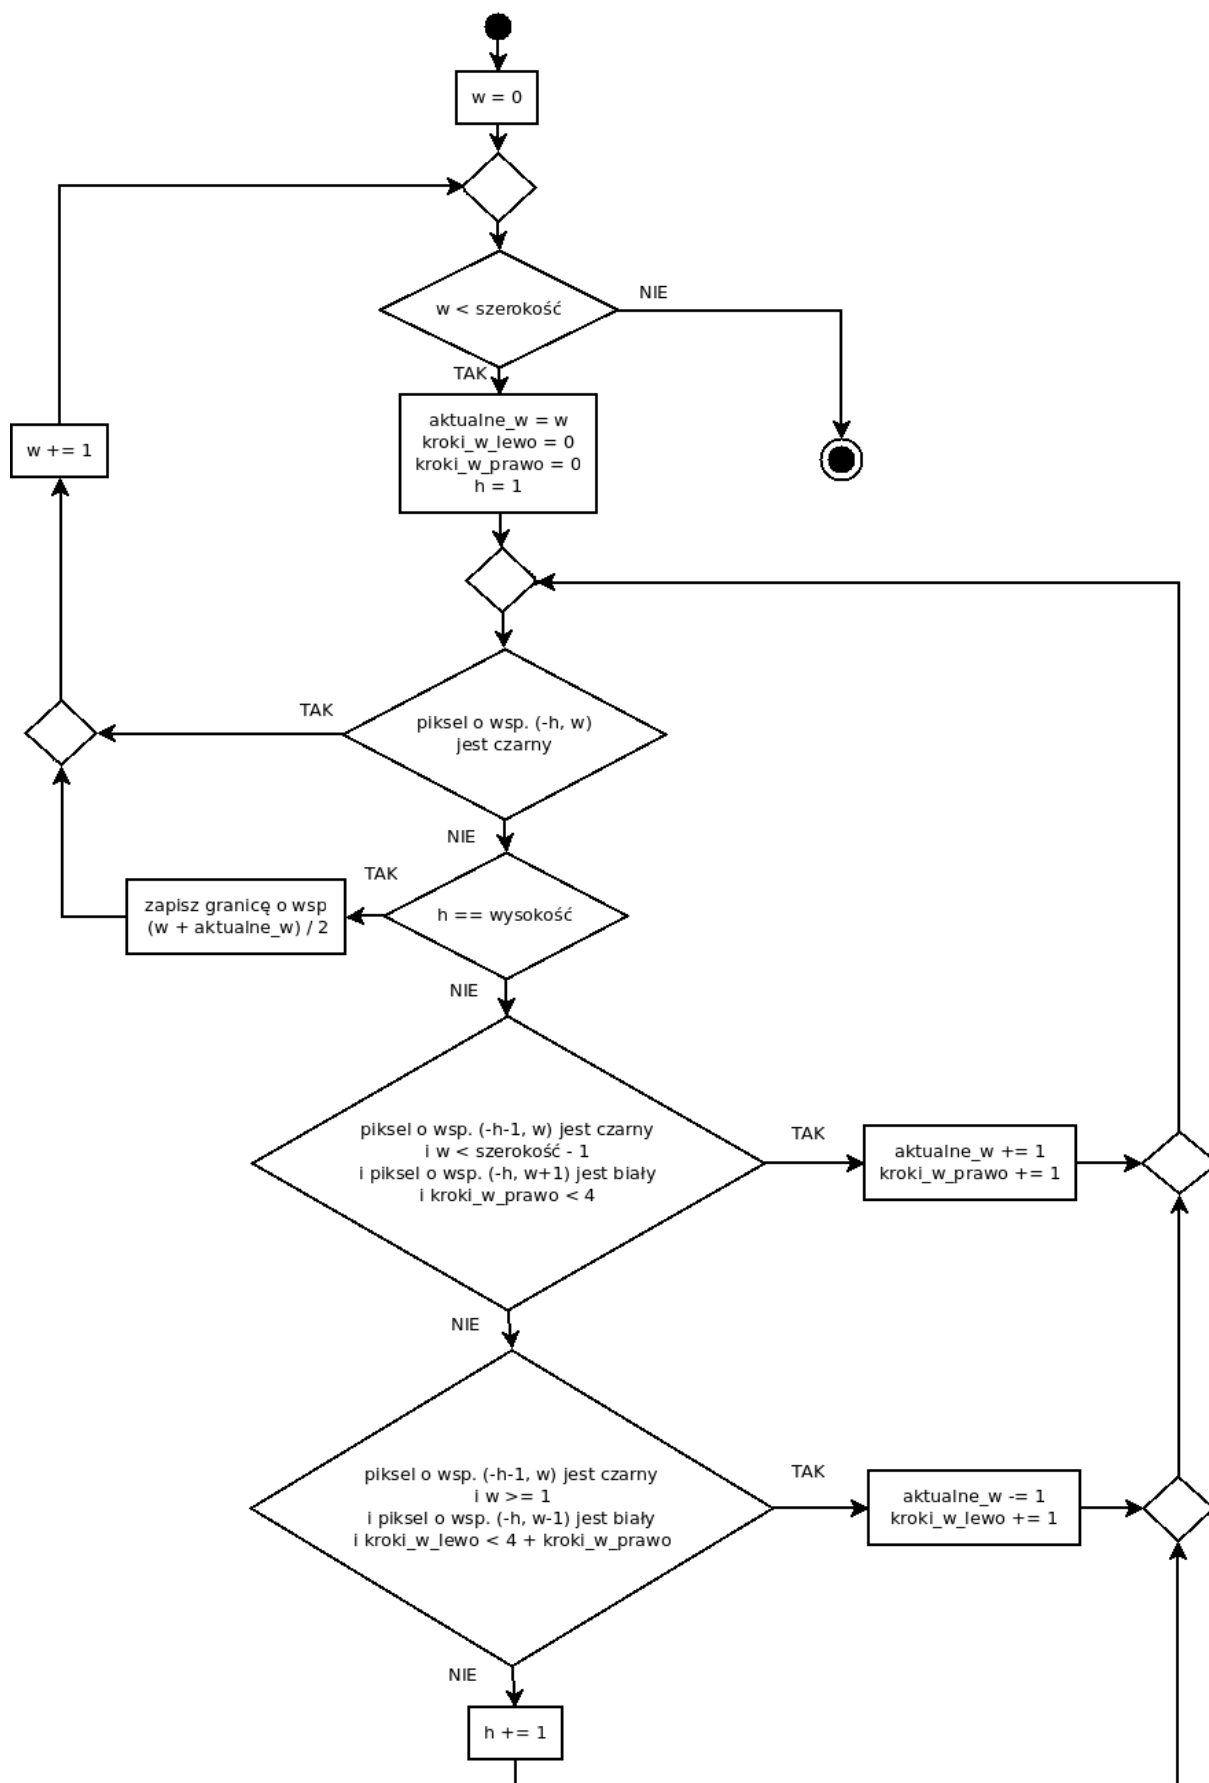 w = 0
w < szerokość
NIE
TAK
aktualne_w = w
kroki_w_lewo = 0
kroki_w_prawo = 0
h = 1
w += 1
piksel o wsp. (-h, w)
jest czarny
TAK
NIE
h == wysokość
TAK
zapisz granicę o wsp
(w + aktualne_w) / 2
NIE
piksel o wsp. (-h-1, w) jest czarny
i w < szerokość - 1
i piksel o wsp. (-h, w+1) jest biały
i kroki_w_prawo < 4
TAK
aktualne_w += 1
kroki_w_prawo += 1
NIE
piksel o wsp. (-h-1, w) jest czarny
i w >= 1
i piksel o wsp. (-h, w-1) jest biały
i kroki_w_lewo < 4 + kroki_w_prawo
TAK
aktualne_w -= 1
kroki_w_lewo += 1
NIE
h += 1